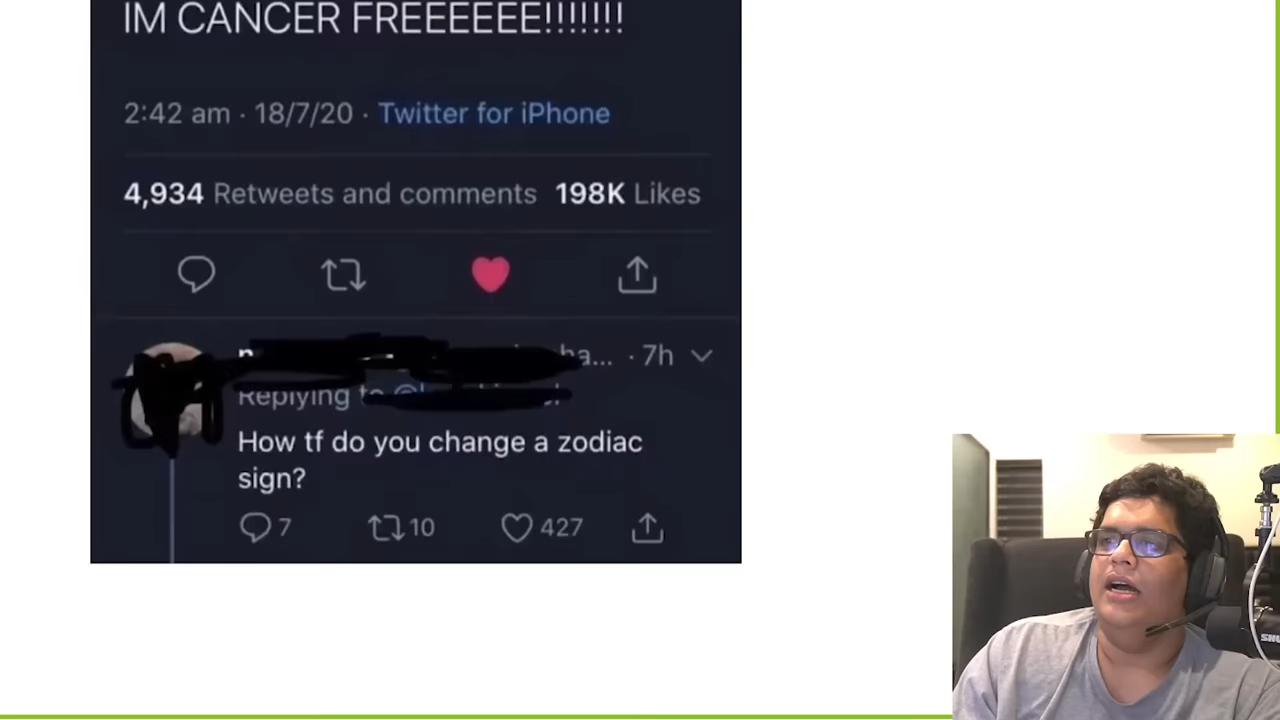 IM CANCER FREEEEEE!!!!!!!
2:42 am · 18/7/20 · Twitter for iPhone
4,934 Retweets and comments 198K Likes
· 7h
Replying
How tf do you change a zodiac
sign?
7 10 427